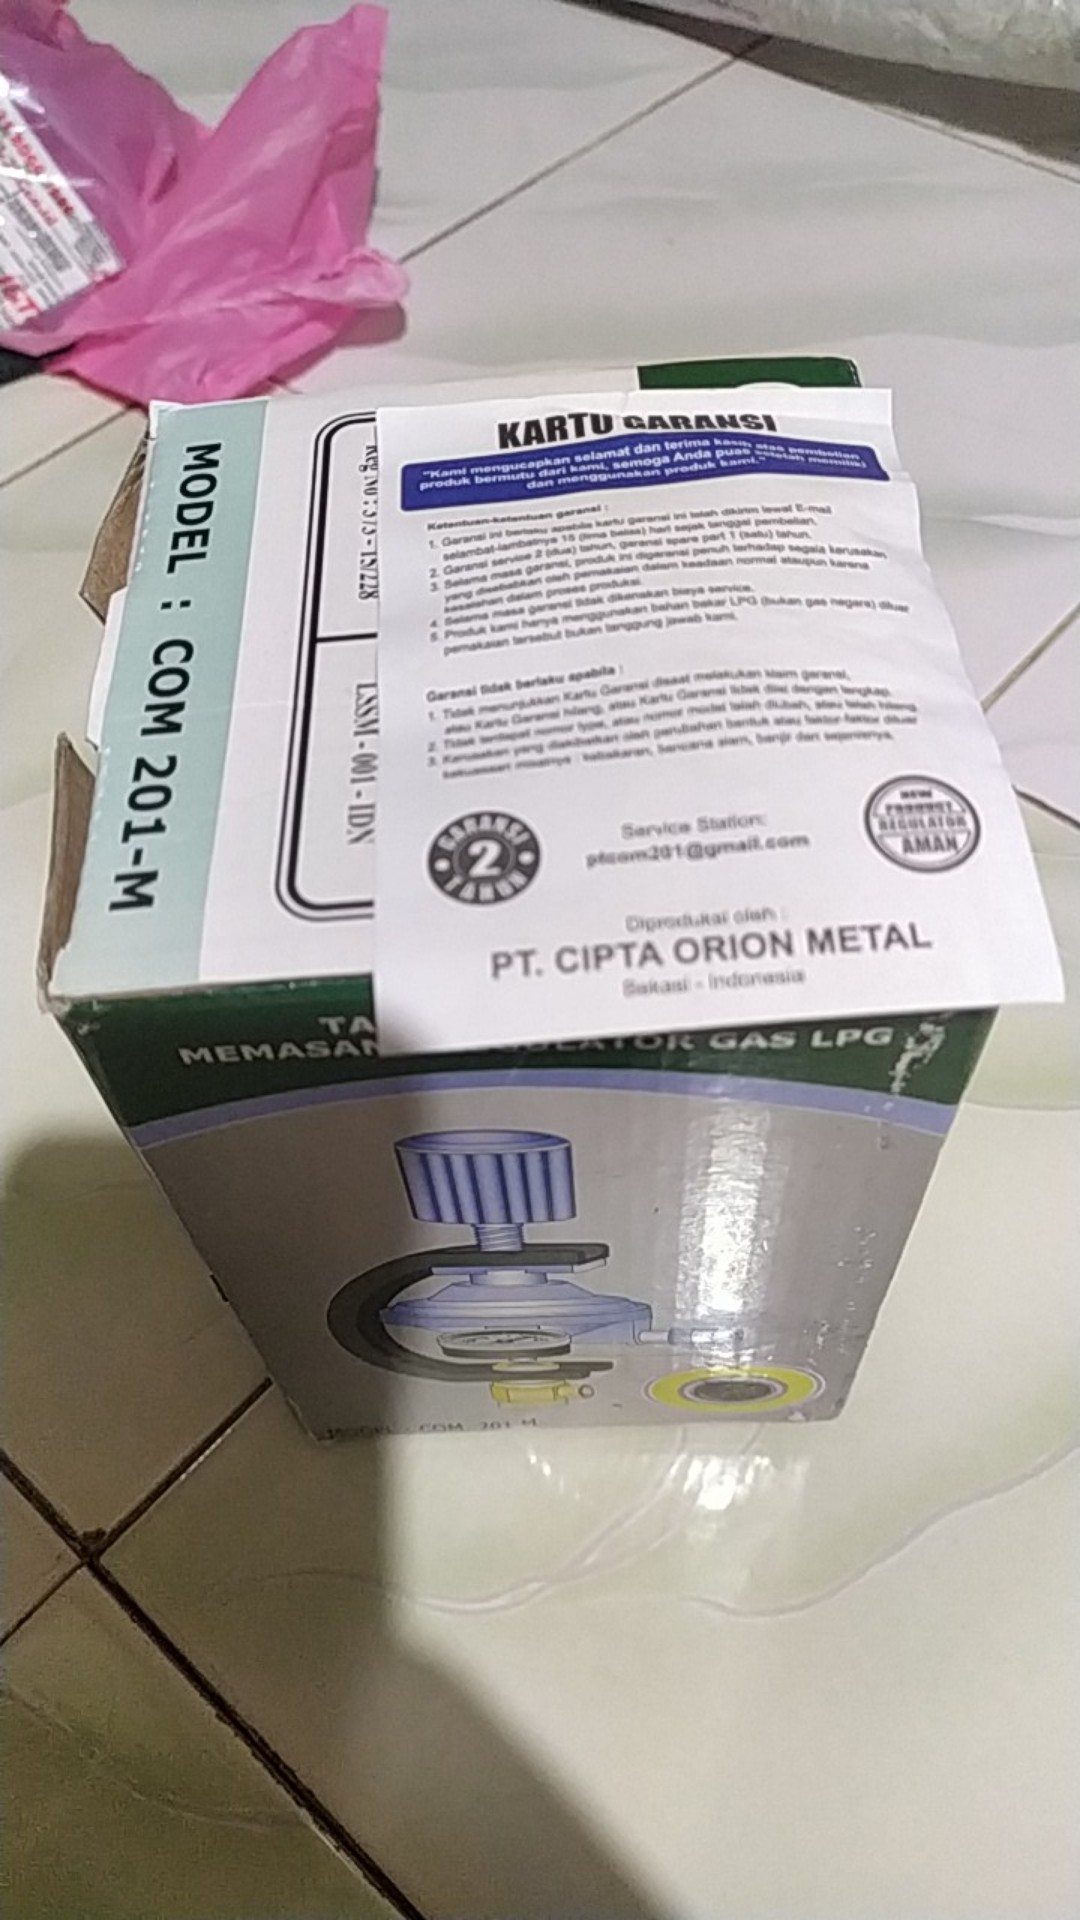 MODEL : COM 201-M
Reg No : 373 - 157228
LSSM - 001 - IDN
KARTU GARANSI
"Kami mengucapkan selamat dan terima kasih atas pembelian
produk bermutu dari kami, semoga Anda puas setelah memiliki
dan menggunakan produk kami."
Ketentuan-ketentuan garansi :
1. Garansi ini berlaku apabila kartu garansi ini telah dikirim lewat E-mail
selambat-lambatnya 15 (lima belas) hari sejak tanggal pembelian.
2. Garansi service 2 (dua) tahun, garansi spare part 1 (satu) tahun.
3. Selama masa garansi, produk ini digaransi penuh terhadap segala kerusakan
yang disebabkan oleh pemakaian dalam keadaan normal ataupun karena
kesalahan dalam proses produksi.
4. Selama masa garansi tidak dikenakan biaya service.
5. Produk kami hanya menggunakan bahan bakar LPG (bukan gas negara) diluar
pemakaian tersebut bukan tanggung jawab kami.
Garansi tidak berlaku apabila :
1. Tidak menunjukkan Kartu Garansi disaat melakukan klaim garansi,
atau Kartu Garansi hilang, atau Kartu Garansi tidak diisi dengan lengkap.
2. Tidak terdapat nomor type, atau nomor model telah diubah, atau telah hilang.
3. Kerusakan yang diakibatkan oleh perubahan bentuk atau faktor-faktor diluar
kekuasaan misalnya : kebakaran, bencana alam, banjir dan sejenisnya.
GARANSI
2
TAHUN
Service Station:
ptcom201@gmail.com
NEW
PRODUCT
REGULATOR
AMAN
Diproduksi oleh :
PT. CIPTA ORION METAL
Bekasi - Indonesia
TA
MEMASAN
GAS LPG
MODEL : COM 201-M